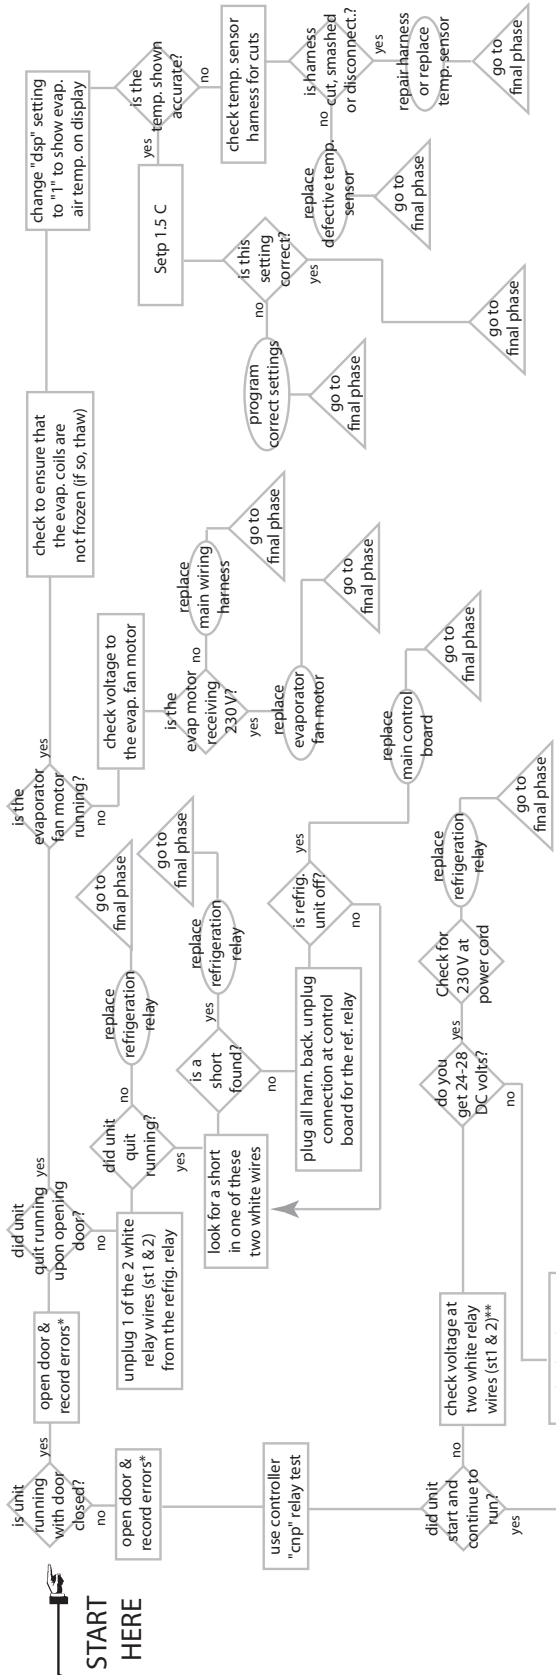 START
HERE
is unit
running
with door
closed?
yes
no
open door &
record errors*
did unit
quit running
upon opening
door?
yes
no
is the
evaporator
fan motor
running?
yes
no
check to ensure that
the evap. coils are
not frozen (if so, thaw)
change "dsp" setting
to "1" to show evap.
air temp. on display
is the
temp. shown
accurate?
yes
no
check temp. sensor
harness for cuts
is harness
cut, smashed
or disconnect.?
yes
no
repair harness
or replace
temp. sensor
go to
final phase
replace
defective temp.
sensor
go to
final phase
Setp 1.5 C
is this
setting
correct?
no
yes
program
correct settings
go to
final phase
go to
final phase
check voltage to
the evap. fan motor
is the
evap motor
receiving
230 V?
no
yes
replace
main wiring
harness
go to
final phase
replace
evaporator
fan motor
go to
final phase
unplug 1 of the 2 white
relay wires (st1 & 2)
from the refrig. relay
did unit
quit
running?
no
yes
replace
refrigeration
relay
go to
final phase
look for a short
in one of these
two white wires
is a
short
found?
yes
no
replace
refrigeration
relay
go to
final phase
plug all harn. back. unplug
connection at control
board for the ref. relay
is refrig.
unit off?
yes
no
replace
main control
board
go to
final phase
open door &
record errors*
use controller
"cnp" relay test
did unit
start and
continue to
run?
no
yes
check voltage at
two white relay
wires (st1 & 2)**
do you
get 24-28
DC volts?
yes
no
Check for
230 V at
power cord
replace
refrigeration
relay
go to
final phase